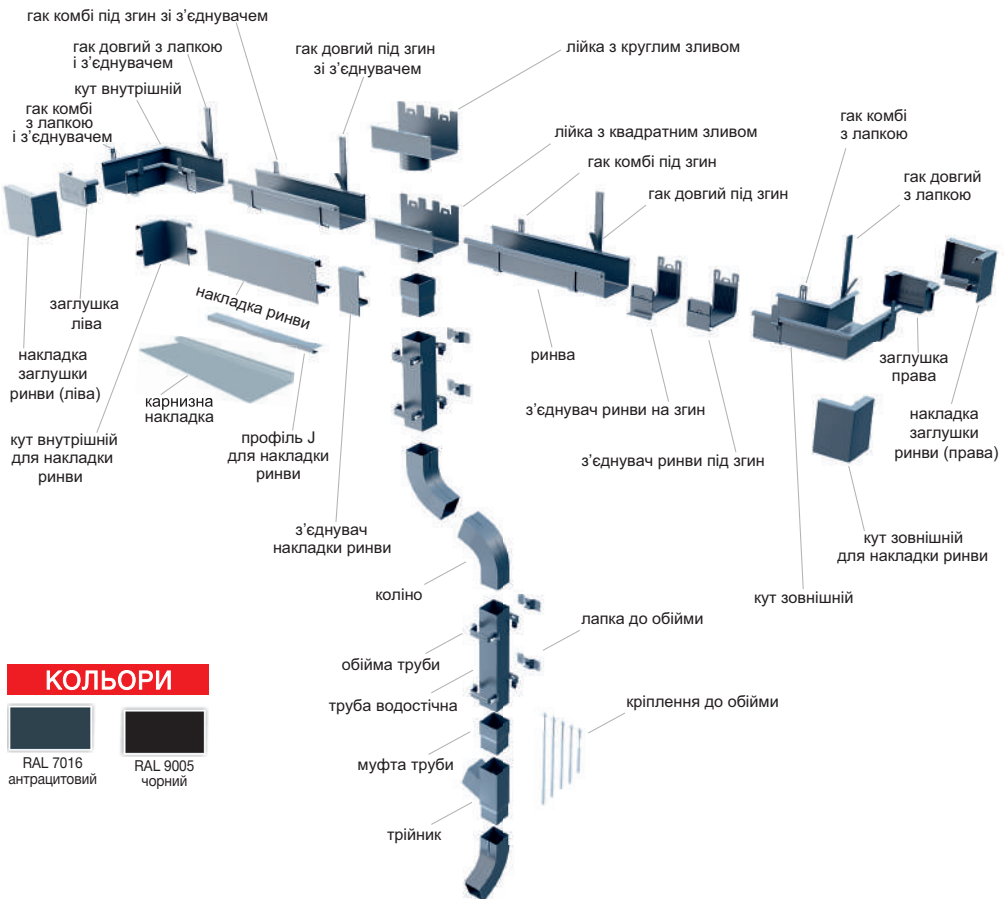 гак комбі під згин зі з’єднувачем
гак довгий з лапкою
і з’єднувачем
кут внутрішній
гак комбі
з лапкою
і з’єднувачем
гак довгий під згин
зі з’єднувачем
лійка з круглим зливом
лійка з квадратним зливом
гак комбі під згин
гак довгий під згин
гак комбі
з лапкою
гак довгий
з лапкою
заглушка
ліва
накладка
заглушки
ринви (ліва)
накладка ринви
карнизна
накладка
кут внутрішній
для накладки
ринви
профіль J
для накладки
ринви
з’єднувач
накладки ринви
ринва
з’єднувач ринви на згин
з’єднувач ринви під згин
заглушка
права
накладка
заглушки
ринви (права)
кут зовнішній
для накладки ринви
кут зовнішній
коліно
лапка до обійми
обійма труби
труба водостічна
кріплення до обійми
муфта труби
трійник
КОЛЬОРИ
RAL 7016
антрацитовий
RAL 9005
чорний